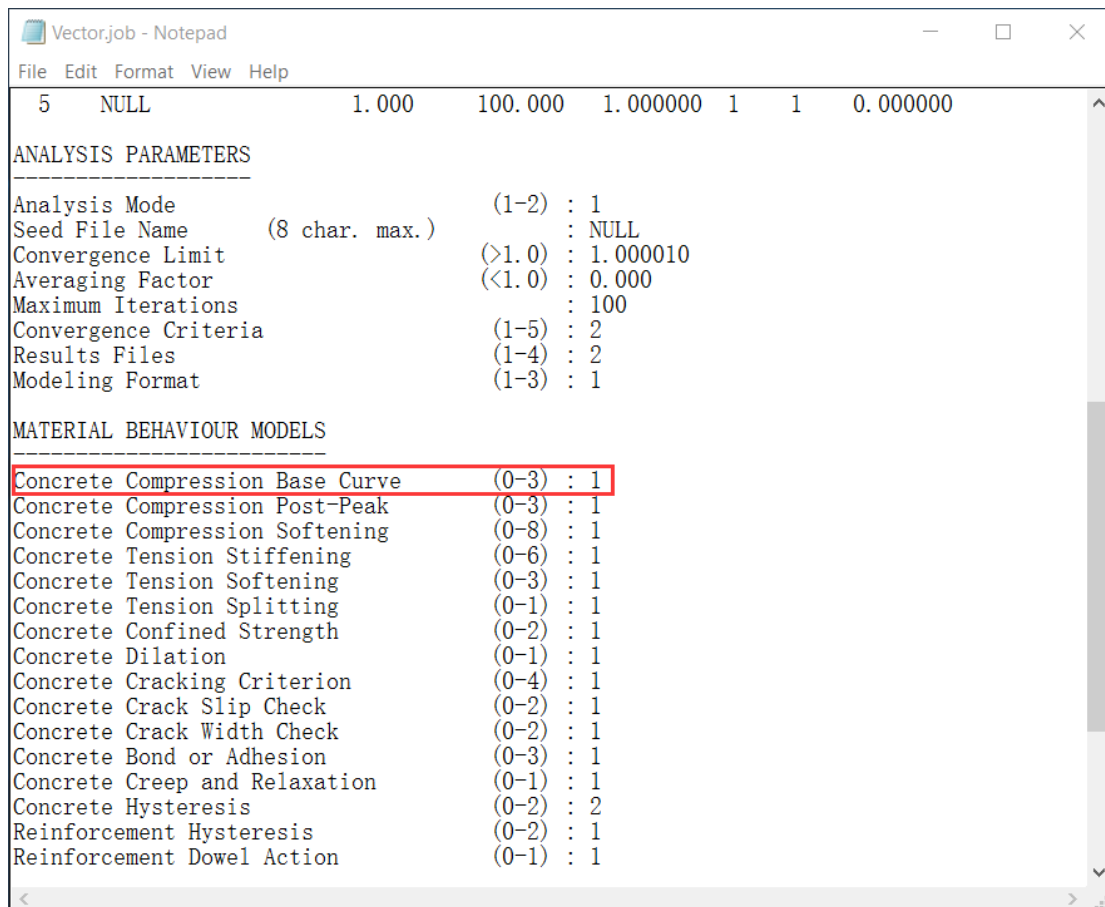 Vector.job - Notepad
File Edit Format View Help
5 NULL 1.000 100.000 1.000000 1 1 0.000000
ANALYSIS PARAMETERS
-------------------
Analysis Mode (1-2) : 1
Seed File Name (8 char. max.) : NULL
Convergence Limit (>1.0) : 1.000010
Averaging Factor (<1.0) : 0.000
Maximum Iterations : 100
Convergence Criteria (1-5) : 2
Results Files (1-4) : 2
Modeling Format (1-3) : 1
MATERIAL BEHAVIOUR MODELS
-------------------------
Concrete Compression Base Curve (0-3) : 1
Concrete Compression Post-Peak (0-3) : 1
Concrete Compression Softening (0-8) : 1
Concrete Tension Stiffening (0-6) : 1
Concrete Tension Softening (0-3) : 1
Concrete Tension Splitting (0-1) : 1
Concrete Confined Strength (0-2) : 1
Concrete Dilation (0-1) : 1
Concrete Cracking Criterion (0-4) : 1
Concrete Crack Slip Check (0-2) : 1
Concrete Crack Width Check (0-2) : 1
Concrete Bond or Adhesion (0-3) : 1
Concrete Creep and Relaxation (0-1) : 1
Concrete Hysteresis (0-2) : 2
Reinforcement Hysteresis (0-2) : 1
Reinforcement Dowel Action (0-1) : 1